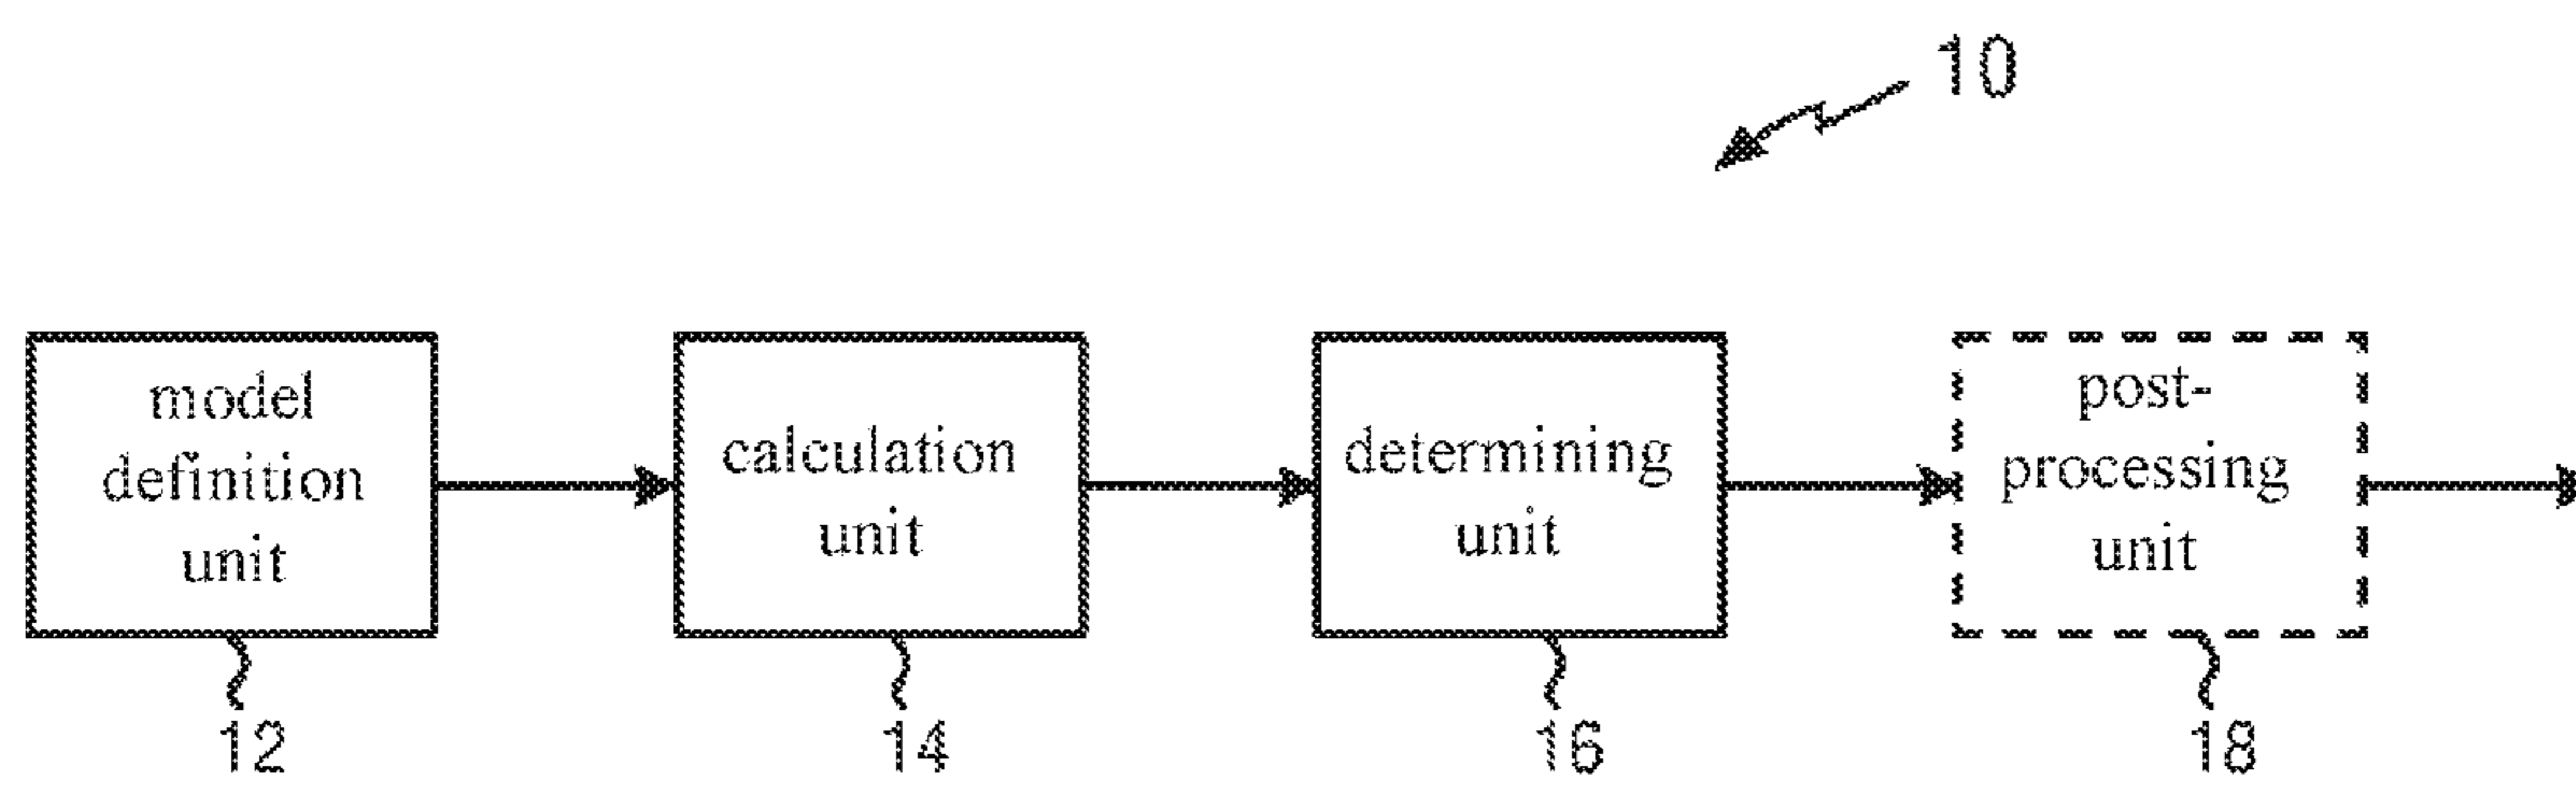 10
model
definition
unit
calculation
unit
determining
unit
post-
processing
unit
12
14
16
18